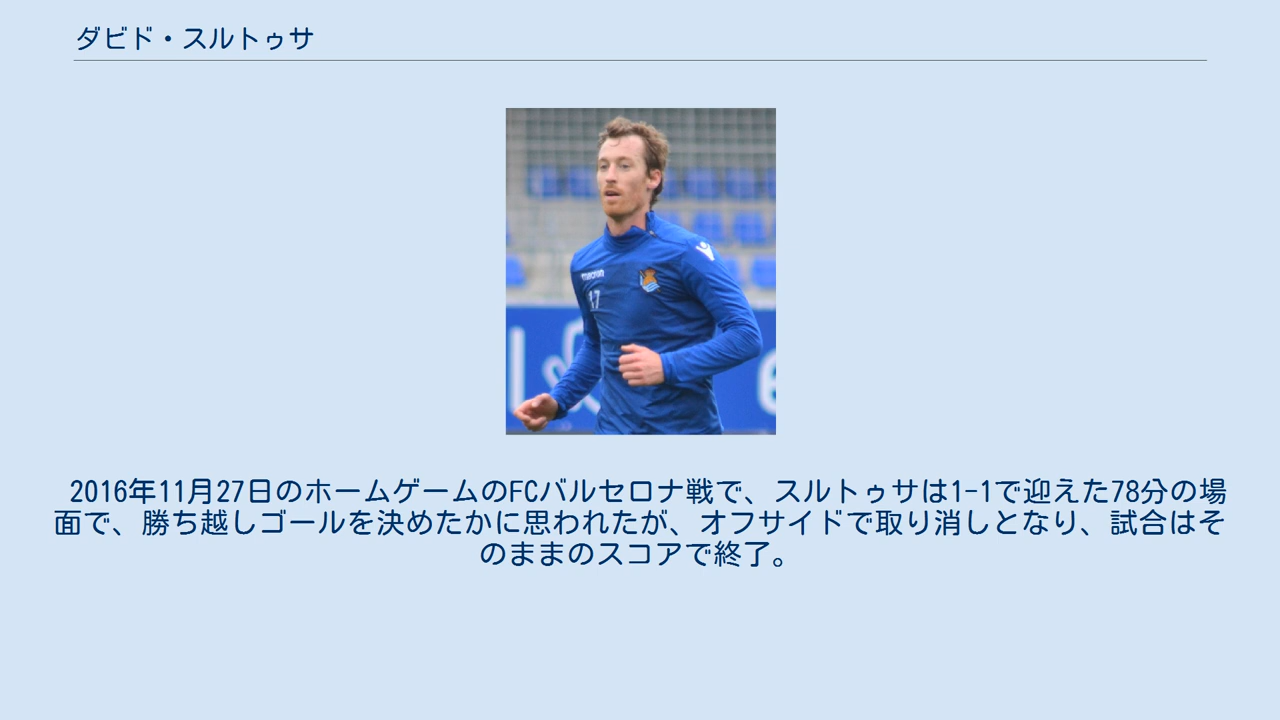 ダビド・スルトゥサ
macron
17
2016年11月27日のホームゲームのFCバルセロナ戦で、スルトゥサは1-1で迎えた78分の場
面で、勝ち越しゴールを決めたかに思われたが、オフサイドで取り消しとなり、試合はそ
のままのスコアで終了。